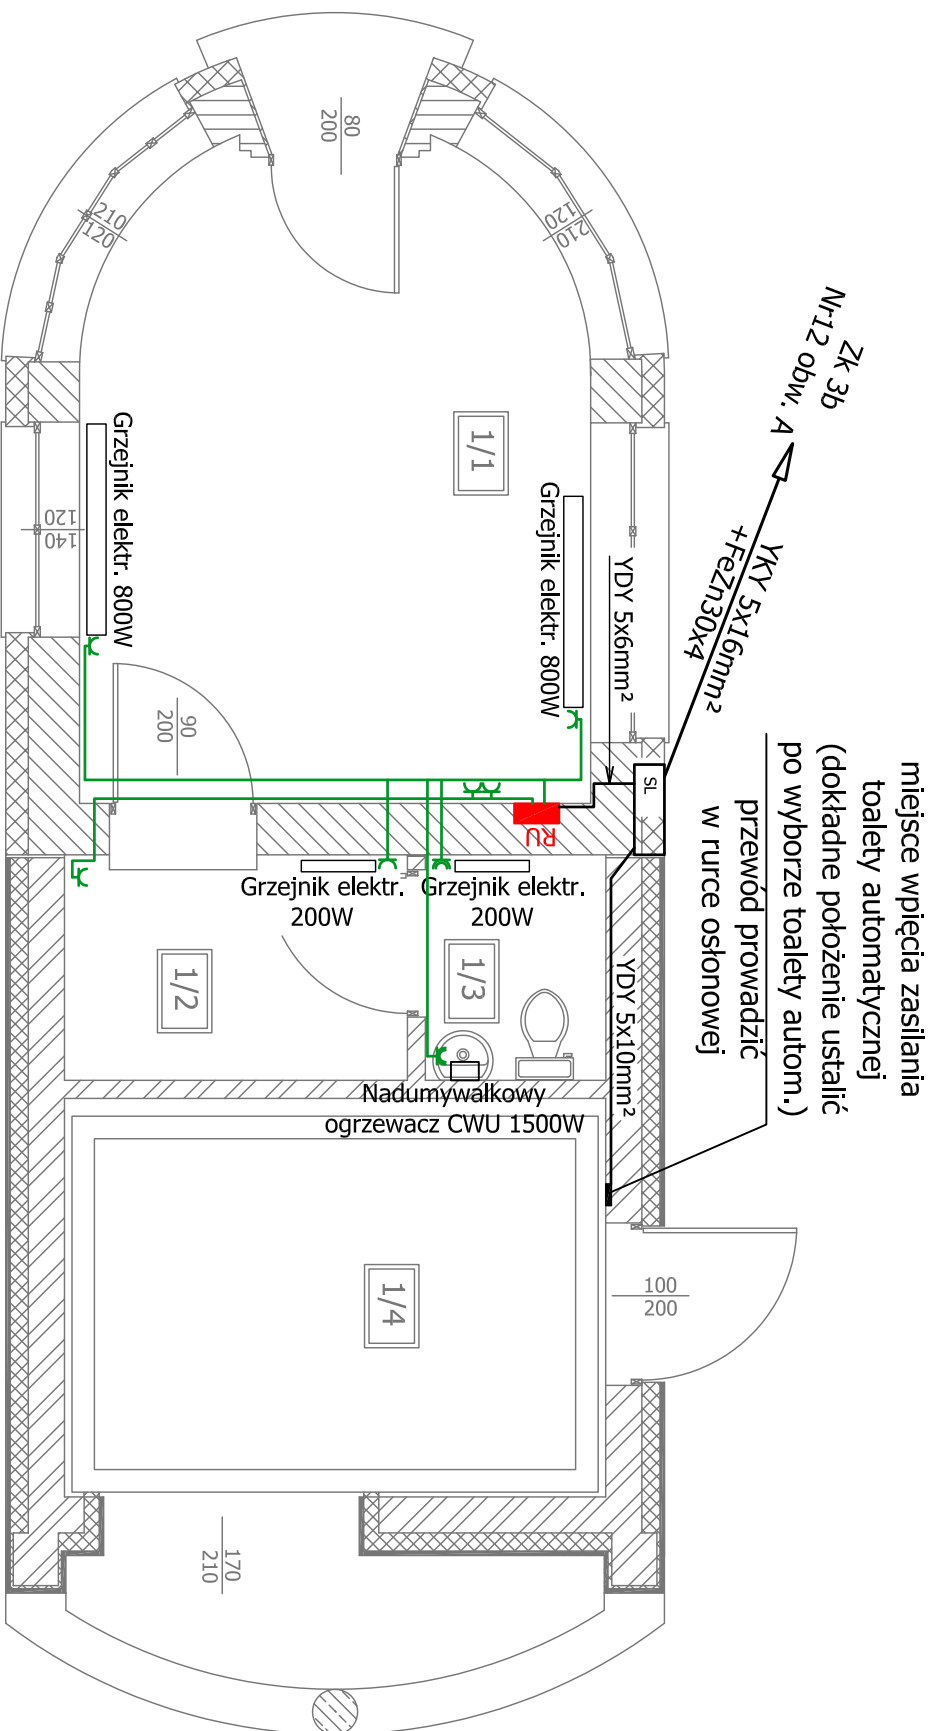 80
200
210
120
120
210
Zk 3b
Nr12 obw. A
YKY 5x16mm²
+FeZn30x4
1/1
Grzejnik elektr. 800W
Grzejnik elektr. 800W
120
140
YDY 5x6mm²
90
200
SL
RU
miejsce wpięcia zasilania
toalety automatycznej
(dokładne położenie ustalić
po wyborze toalety autom.)
przewód prowadzić
w rurce osłonowej
Grzejnik elektr.
200W
Grzejnik elektr.
200W
1/2
1/3
YDY 5x10mm²
Nadumywalkowy
ogrzewacz CWU 1500W
1/4
100
200
170
210